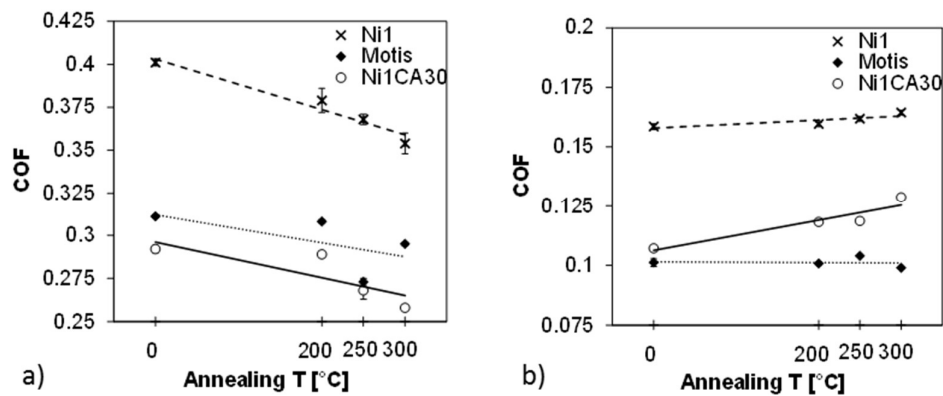 0.425
0.4
0.375
0.35
0.3
0.275
0.25
COF
Ni1
Motis
Ni1CA30
0 200 250 300
Annealing T [°C]
a)
0.2
0.175
0.15
0.125
0.1
0.075
COF
Ni1
Motis
Ni1CA30
0 200 250 300
Annealing T [°C]
b)